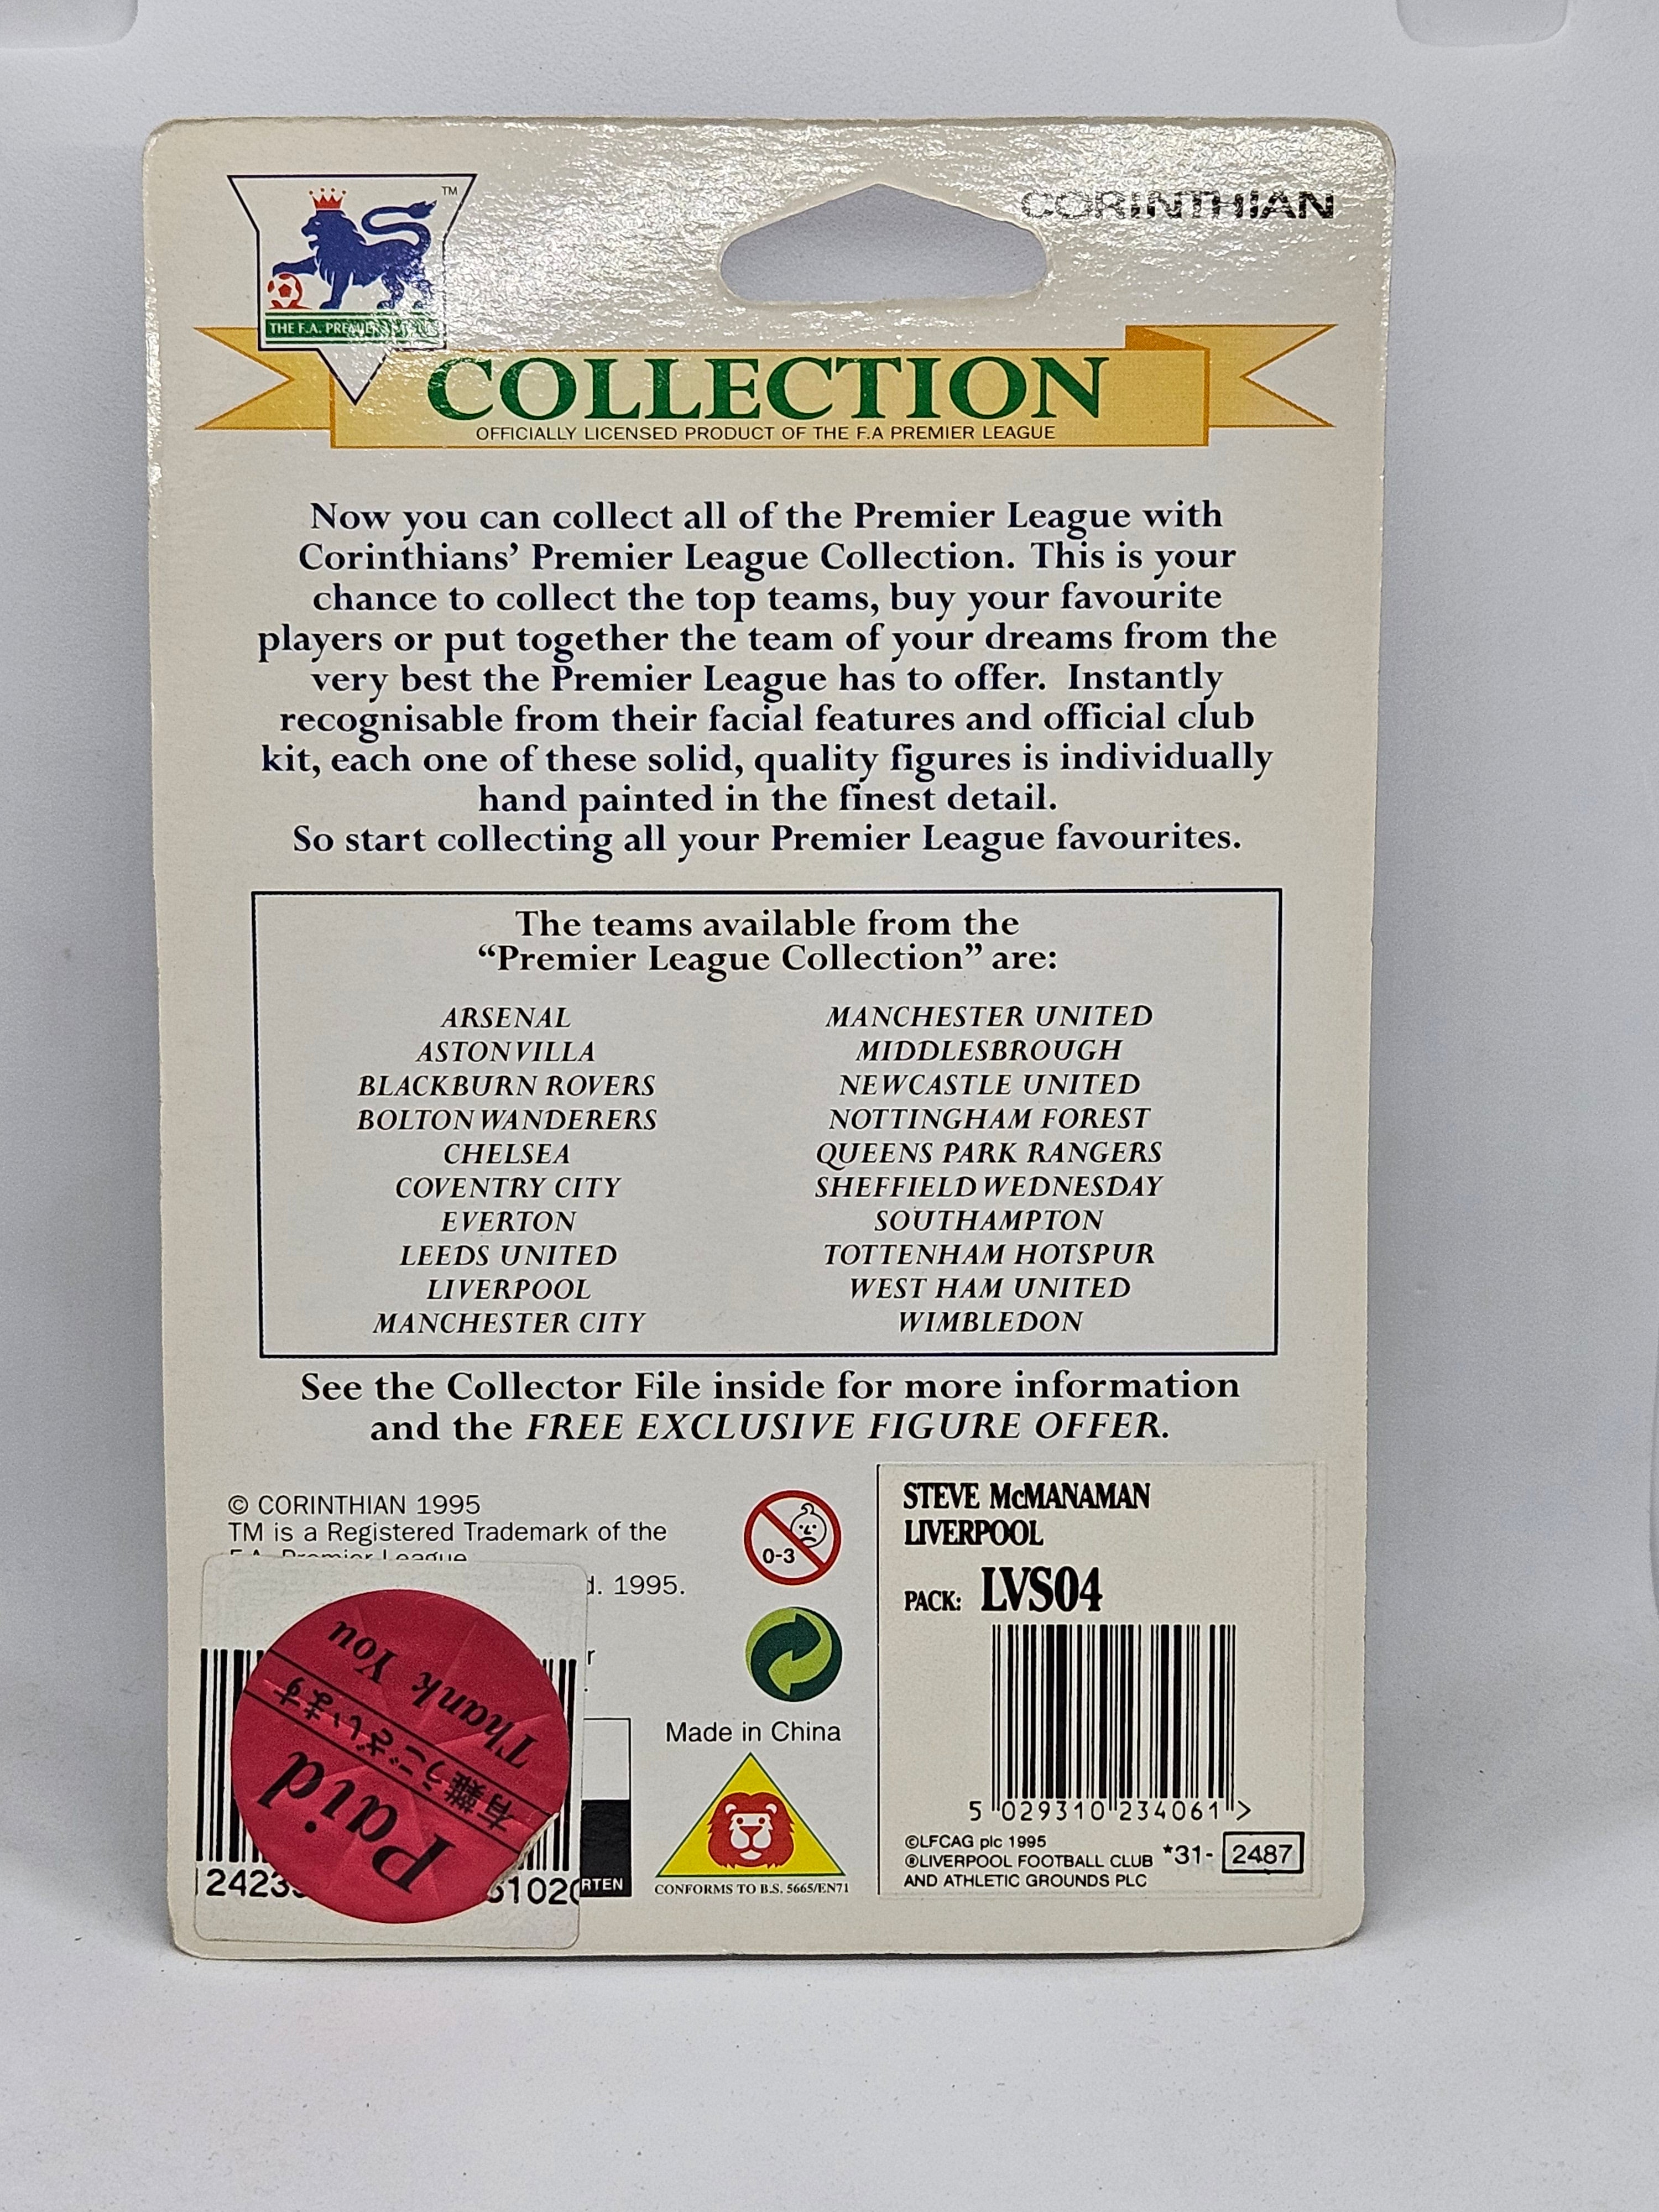 TM
CORINTHIAN
THE F.A. PREMIER
COLLECTION
OFFICIALLY LICENSED PRODUCT OF THE F.A PREMIER LEAGUE
Now you can collect all of the Premier League with
Corinthians’ Premier League Collection. This is your
chance to collect the top teams, buy your favourite
players or put together the team of your dreams from the
very best the Premier League has to offer. Instantly
recognisable from their facial features and official club
kit, each one of these solid, quality figures is individually
hand painted in the finest detail.
So start collecting all your Premier League favourites.
The teams available from the
“Premier League Collection” are:
ARSENAL
ASTON VILLA
BLACKBURN ROVERS
BOLTON WANDERERS
CHELSEA
COVENTRY CITY
EVERTON
LEEDS UNITED
LIVERPOOL
MANCHESTER CITY
MANCHESTER UNITED
MIDDLESBROUGH
NEWCASTLE UNITED
NOTTINGHAM FOREST
QUEENS PARK RANGERS
SHEFFIELD WEDNESDAY
SOUTHAMPTON
TOTTENHAM HOTSPUR
WEST HAM UNITED
WIMBLEDON
See the Collector File inside for more information
and the FREE EXCLUSIVE FIGURE OFFER.
© CORINTHIAN 1995
TM is a Registered Trademark of the
F.A. Premier League
d. 1995.
r
Paid
有難うございます
Thank You
RTEN
0-3
Made in China
CONFORMS TO B.S. 5665/EN71
STEVE McMANAMAN
LIVERPOOL
PACK: LVS04
5 029310 234061 >
©LFCAG plc 1995
®LIVERPOOL FOOTBALL CLUB
AND ATHLETIC GROUNDS PLC
*31- 2487